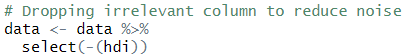 # Dropping irrelevant column to reduce noise
data <- data %>%
  select(-(hdi))